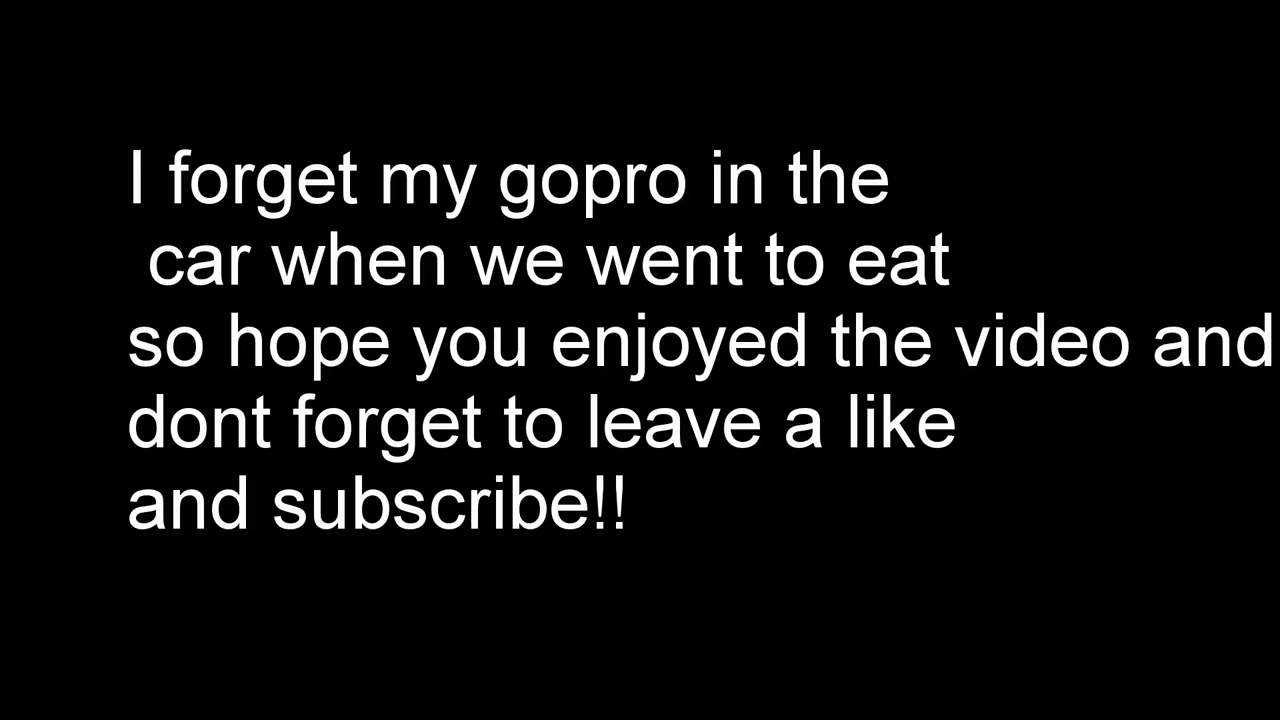 I forget my gopro in the
car when we went to eat
so hope you enjoyed the video and
dont forget to leave a like
and subscribe!!